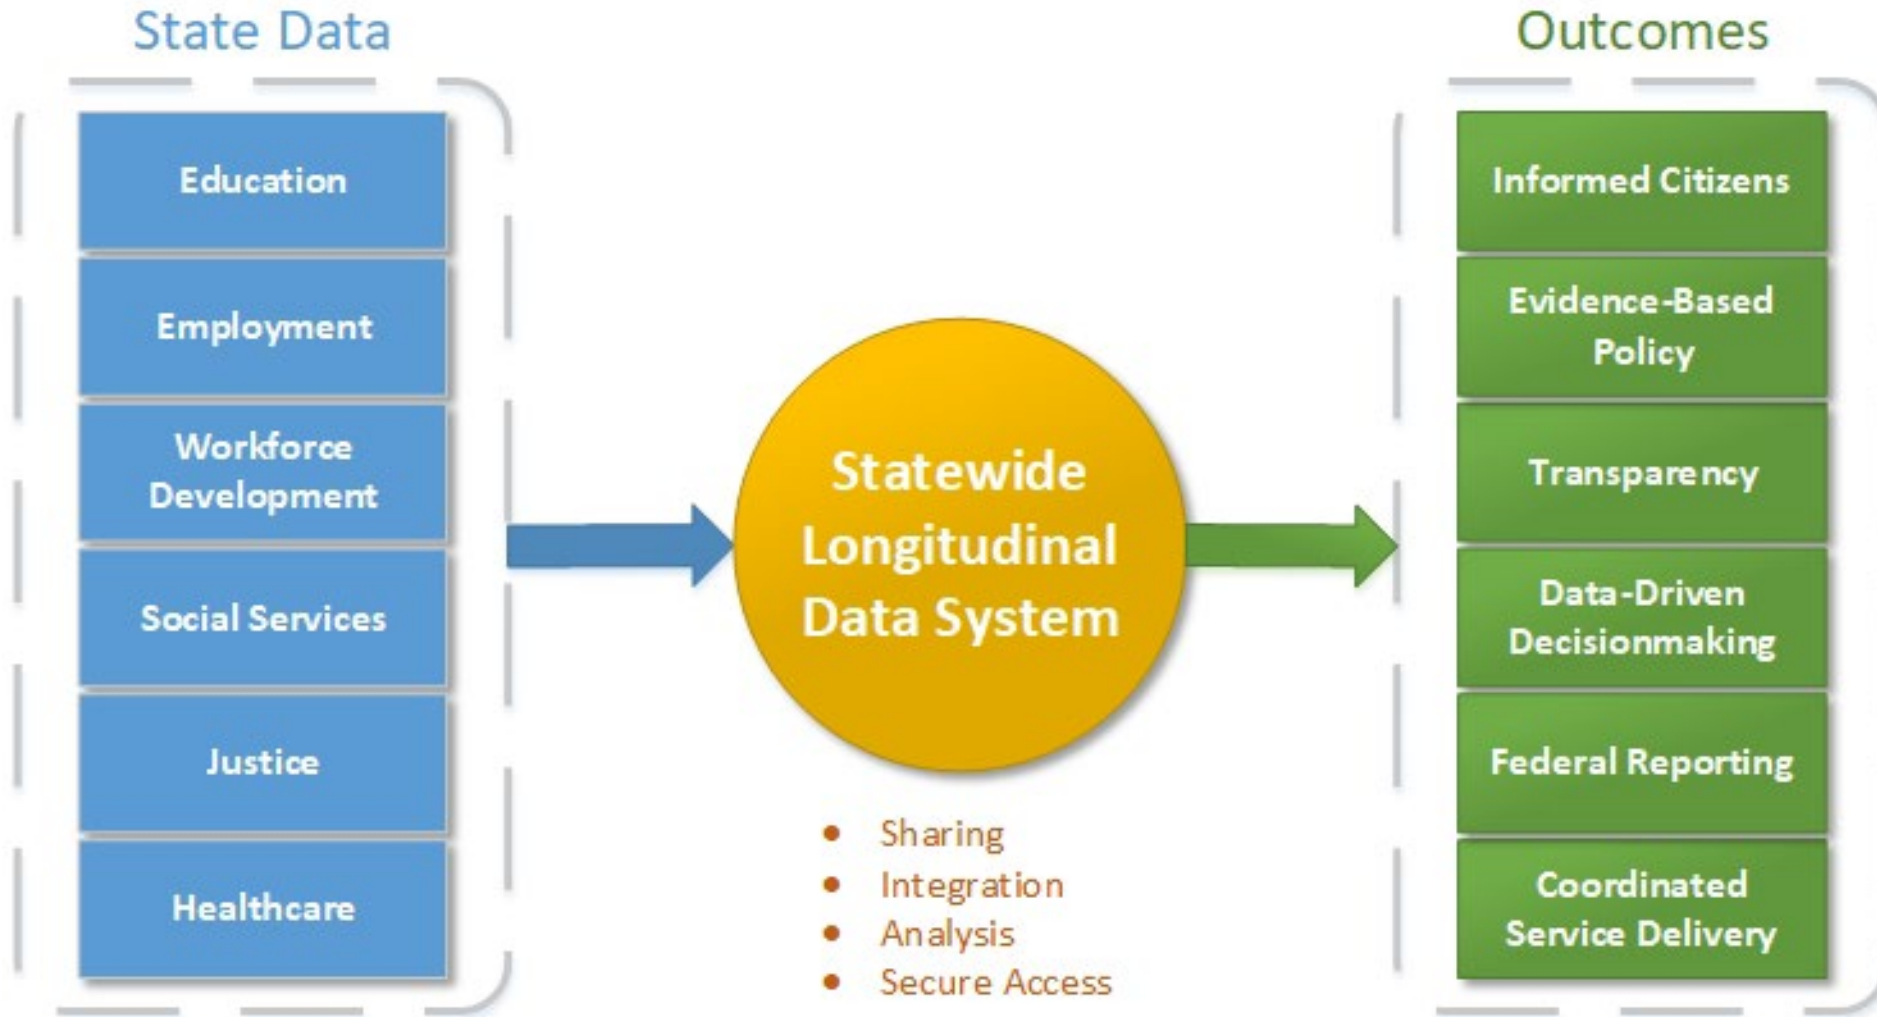 State Data
Education
Employment
Workforce
Development
Social Services
Justice
Healthcare
Statewide
Longitudinal
Data System
• Sharing
• Integration
• Analysis
• Secure Access
Outcomes
Informed Citizens
Evidence-Based
Policy
Transparency
Data-Driven
Decisionmaking
Federal Reporting
Coordinated
Service Delivery